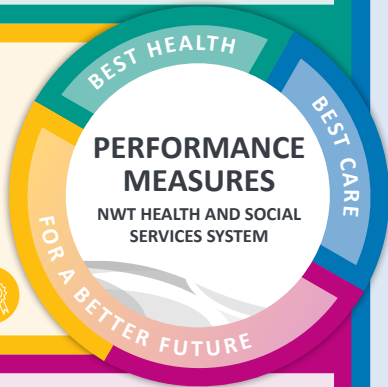 BEST HEALTH
BEST CARE
PERFORMANCE
MEASURES
NWT HEALTH AND SOCIAL
SERVICES SYSTEM
FOR A BETTER FUTURE